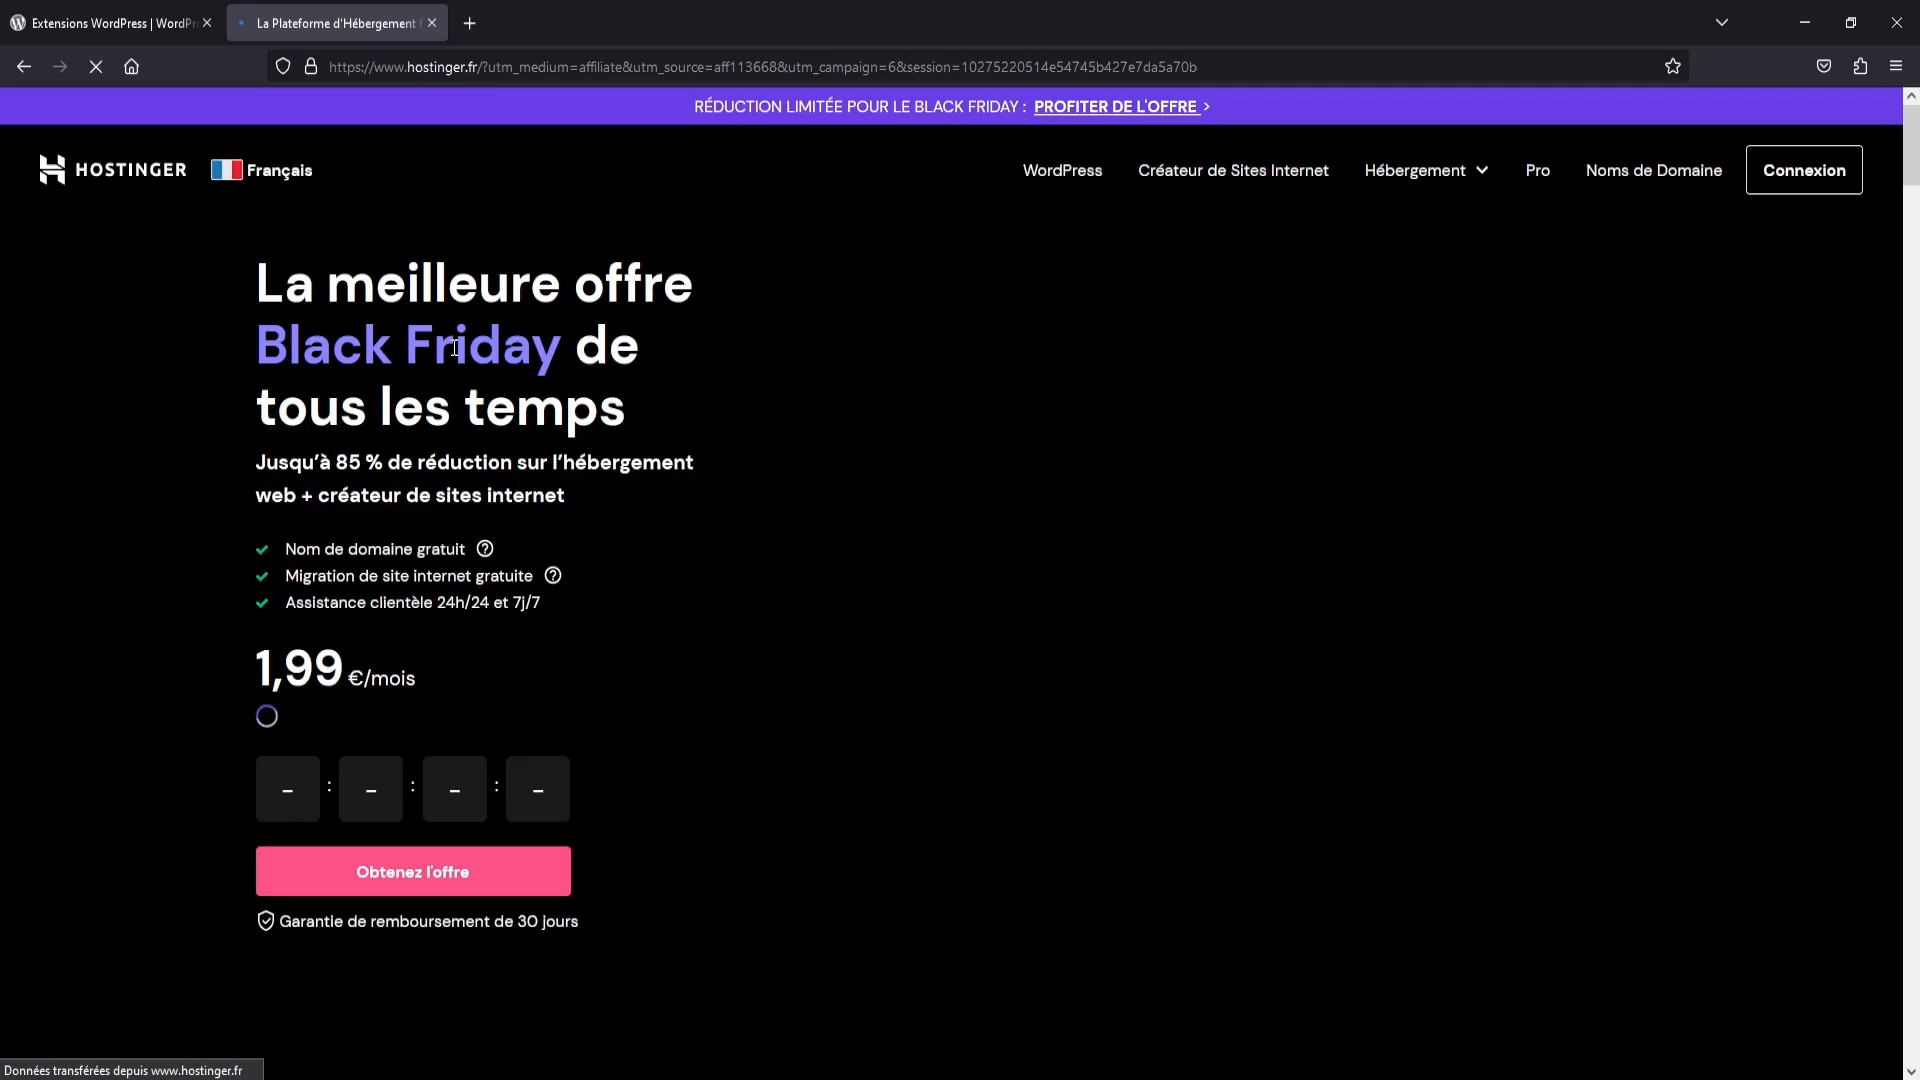 Extensions WordPress | WordPr
La Plateforme d'Hébergement
https://www.hostinger.fr/?utm_medium=affiliate&utm_source=aff113668&utm_campaign=6&session=10275220514e54745b427e7da5a70b
RÉDUCTION LIMITÉE POUR LE BLACK FRIDAY : PROFITER DE L'OFFRE >
HOSTINGER Français WordPress Créateur de Sites Internet Hébergement Pro Noms de Domaine Connexion
La meilleure offre
Black Friday de
tous les temps
Jusqu’à 85 % de réduction sur l’hébergement
web + créateur de sites internet
Nom de domaine gratuit
Migration de site internet gratuite
Assistance clientèle 24h/24 et 7j/7
1,99 €/mois
- : - : - : -
Obtenez l'offre
Garantie de remboursement de 30 jours
Données transférées depuis www.hostinger.fr